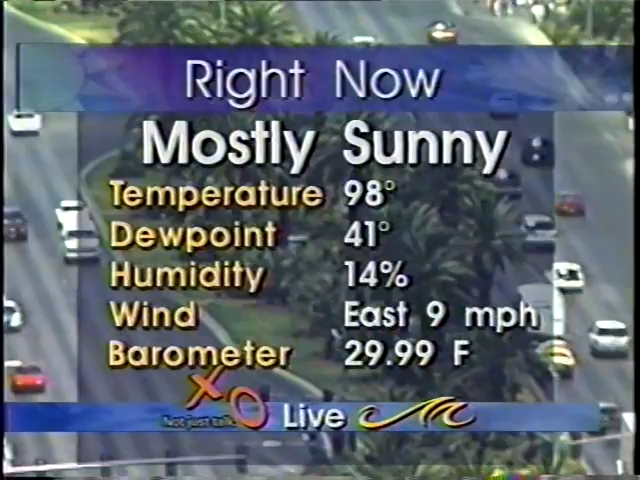 Right Now
Mostly Sunny
Temperature 98°
Dewpoint 41°
Humidity 14%
Wind East 9 mph
Barometer 29.99 F
XO
Not just talk.
Live